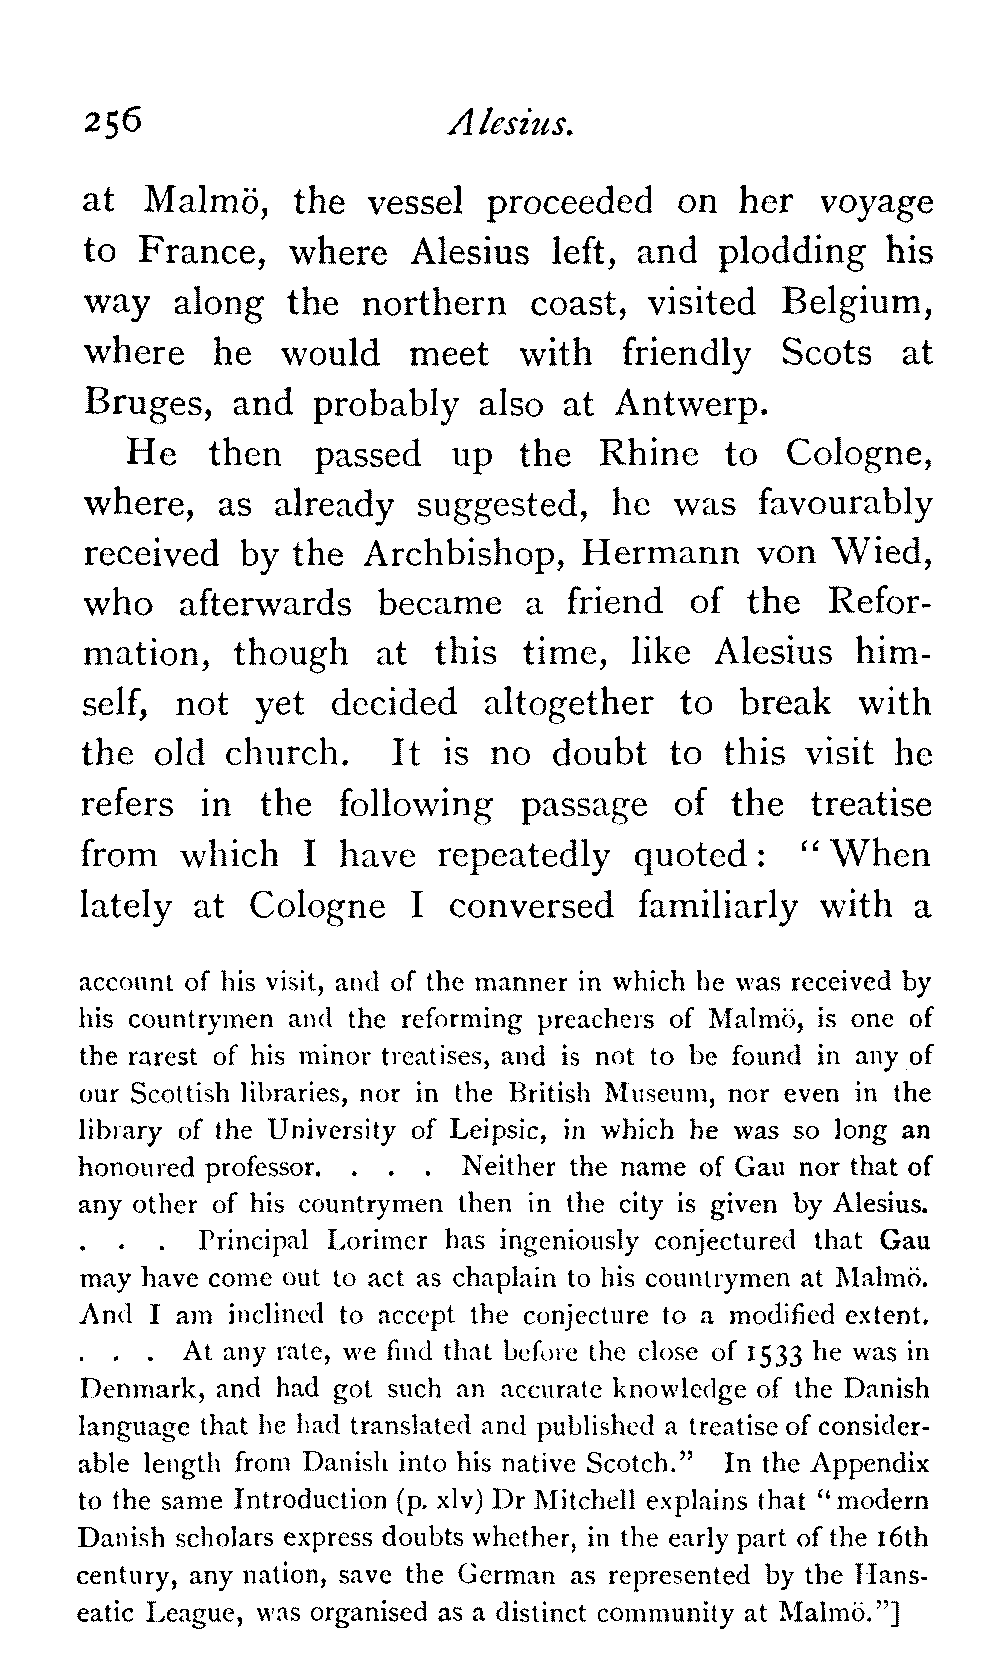 256 Alesius.
at Malmö, the vessel proceeded on her voyage
to France, where Alesius left, and plodding his
way along the northern coast, visited Belgium,
where he would meet with friendly Scots at
Bruges, and probably also at Antwerp.
He then passed up the Rhine to Cologne,
where, as already suggested, he was favourably
received by the Archbishop, Hermann von Wied,
who afterwards became a friend of the Refor-
mation, though at this time, like Alesius him-
self, not yet decided altogether to break with
the old church. It is no doubt to this visit he
refers in the following passage of the treatise
from which I have repeatedly quoted: "When
lately at Cologne I conversed familiarly with a
account of his visit, and of the manner in which he was received by
his countrymen and the reforming preachers of Malmö, is one of
the rarest of his minor treatises, and is not to be found in any of
our Scottish libraries, nor in the British Museum, nor even in the
library of the University of Leipsic, in which he was so long an
honoured professor. . . . Neither the name of Gau nor that of
any other of his countrymen then in the city is given by Alesius.
. . . Principal Lorimer has ingeniously conjectured that Gau
may have come out to act as chaplain to his countrymen at Malmö.
And I am inclined to accept the conjecture to a modified extent.
. . . At any rate, we find that before the close of 1533 he was in
Denmark, and had got such an accurate knowledge of the Danish
language that he had translated and published a treatise of consider-
able length from Danish into his native Scotch." In the Appendix
to the same Introduction (p. xlv) Dr Mitchell explains that "modern
Danish scholars express doubts whether, in the early part of the 16th
century, any nation, save the German as represented by the Hans-
eatic League, was organised as a distinct community at Malmö."]